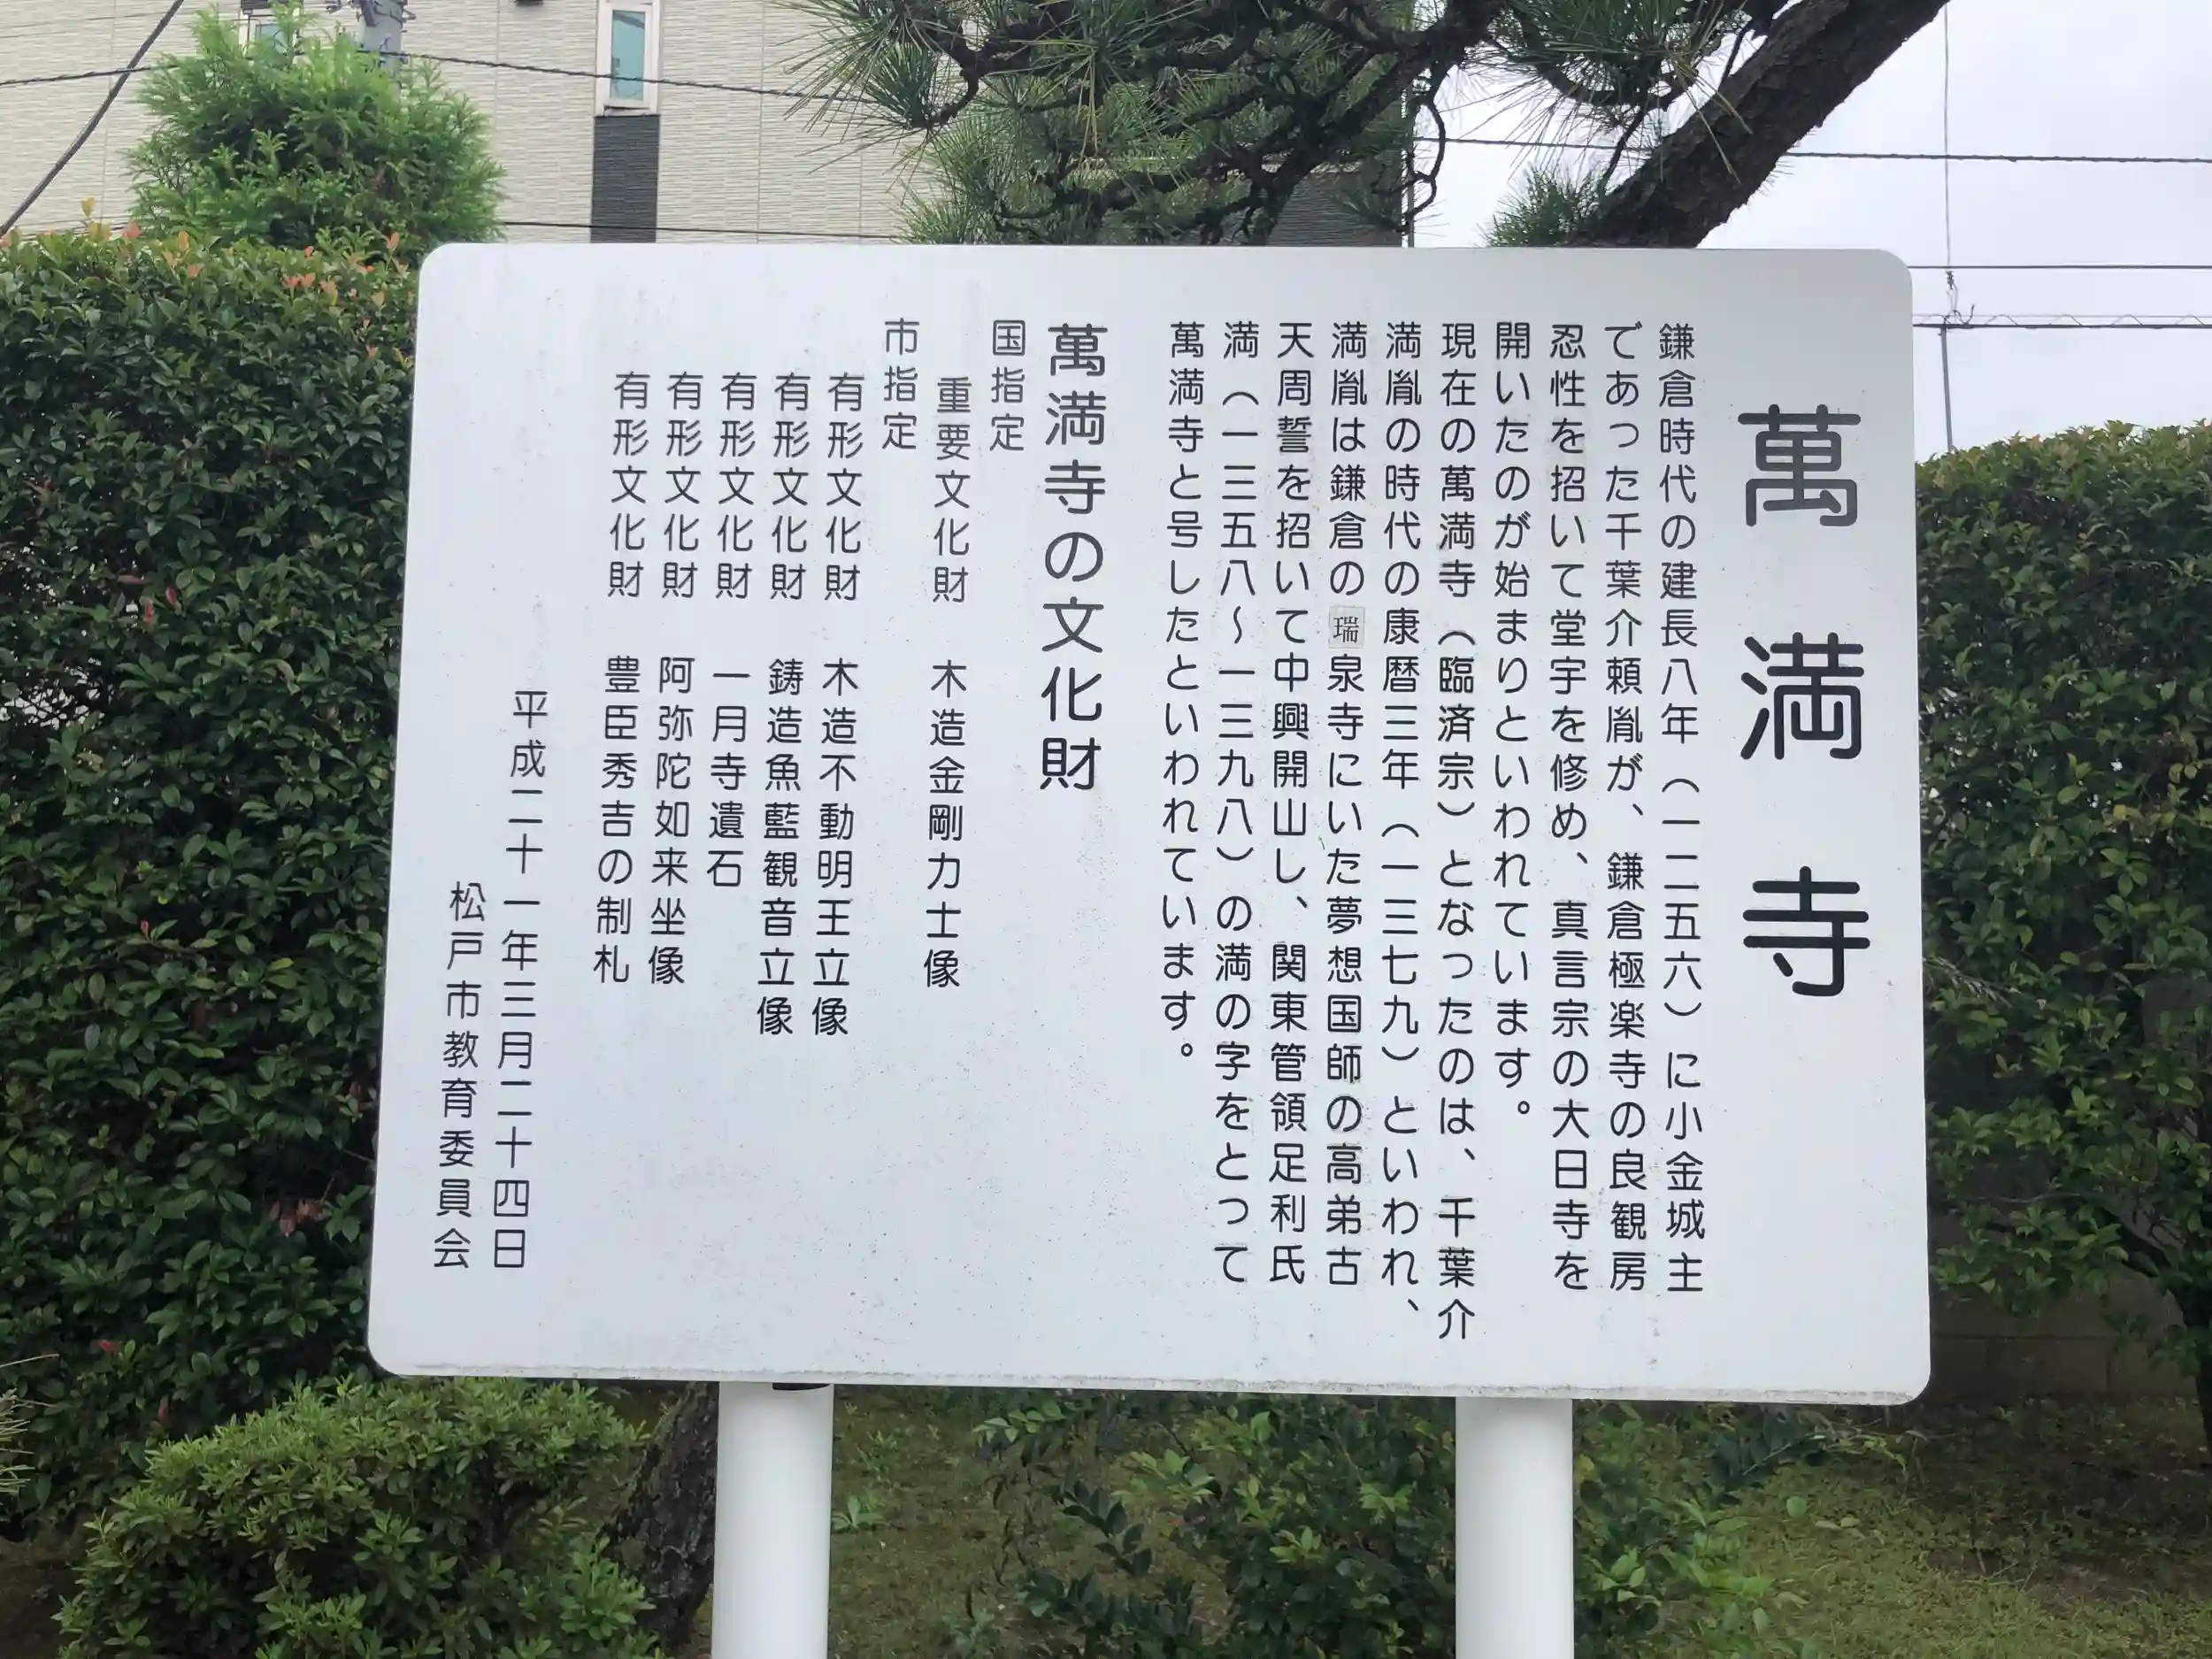 萬満寺
鎌倉時代の建長八年（一二五六）に小金城主
であった千葉介頼胤が、鎌倉極楽寺の良観房
忍性を招いて堂宇を修め、真言宗の大日寺を
開いたのが始まりといわれています。
現在の萬満寺（臨済宗）となったのは、千葉介
満胤の時代の康暦三年（一三七九）といわれ、
満胤は鎌倉の瑞泉寺にいた夢想国師の高弟古
天周誓を招いて中興開山し、関東管領足利氏
満（一三五八～一三九八）の満の字をとって
萬満寺と号したといわれています。
萬満寺の文化財
国指定
重要文化財　木造金剛力士像
市指定
有形文化財　木造不動明王立像
有形文化財　鋳造魚藍観音立像
有形文化財　一月寺遺石
有形文化財　阿弥陀如来坐像
有形文化財　豊臣秀吉の制札
平成二十一年三月二十四日
松戸市教育委員会